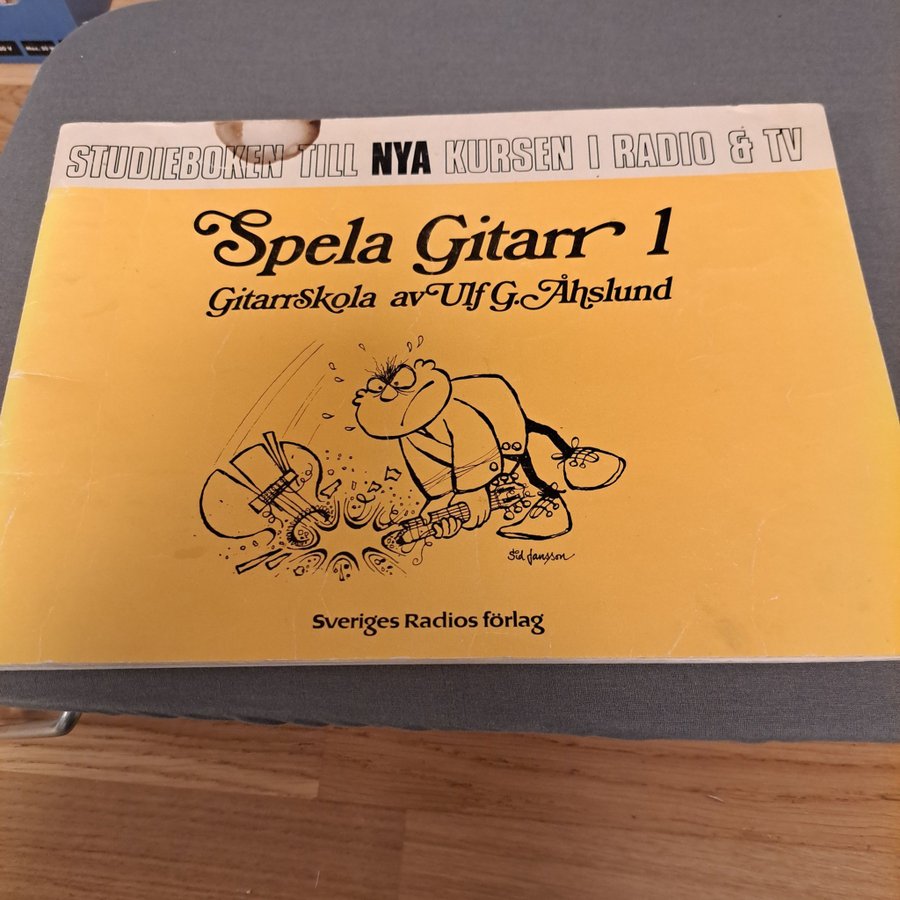 STUDIEBOKEN TILL NYA KURSEN I RADIO & TV
Spela Gitarr 1
GitarrSkola av Ulf G. Åhslund
Sid Jansson
Sveriges Radios förlag